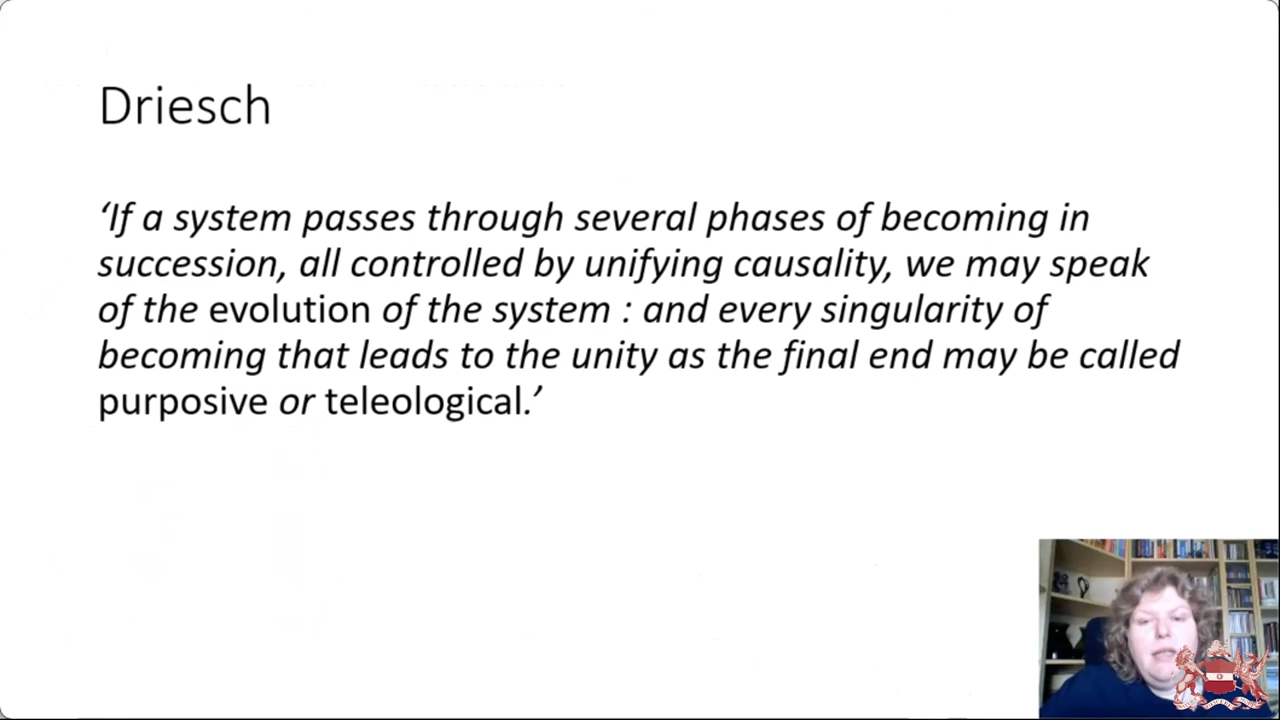 Driesch
‘If a system passes through several phases of becoming in
succession, all controlled by unifying causality, we may speak
of the evolution of the system : and every singularity of
becoming that leads to the unity as the final end may be called
purposive or teleological.’